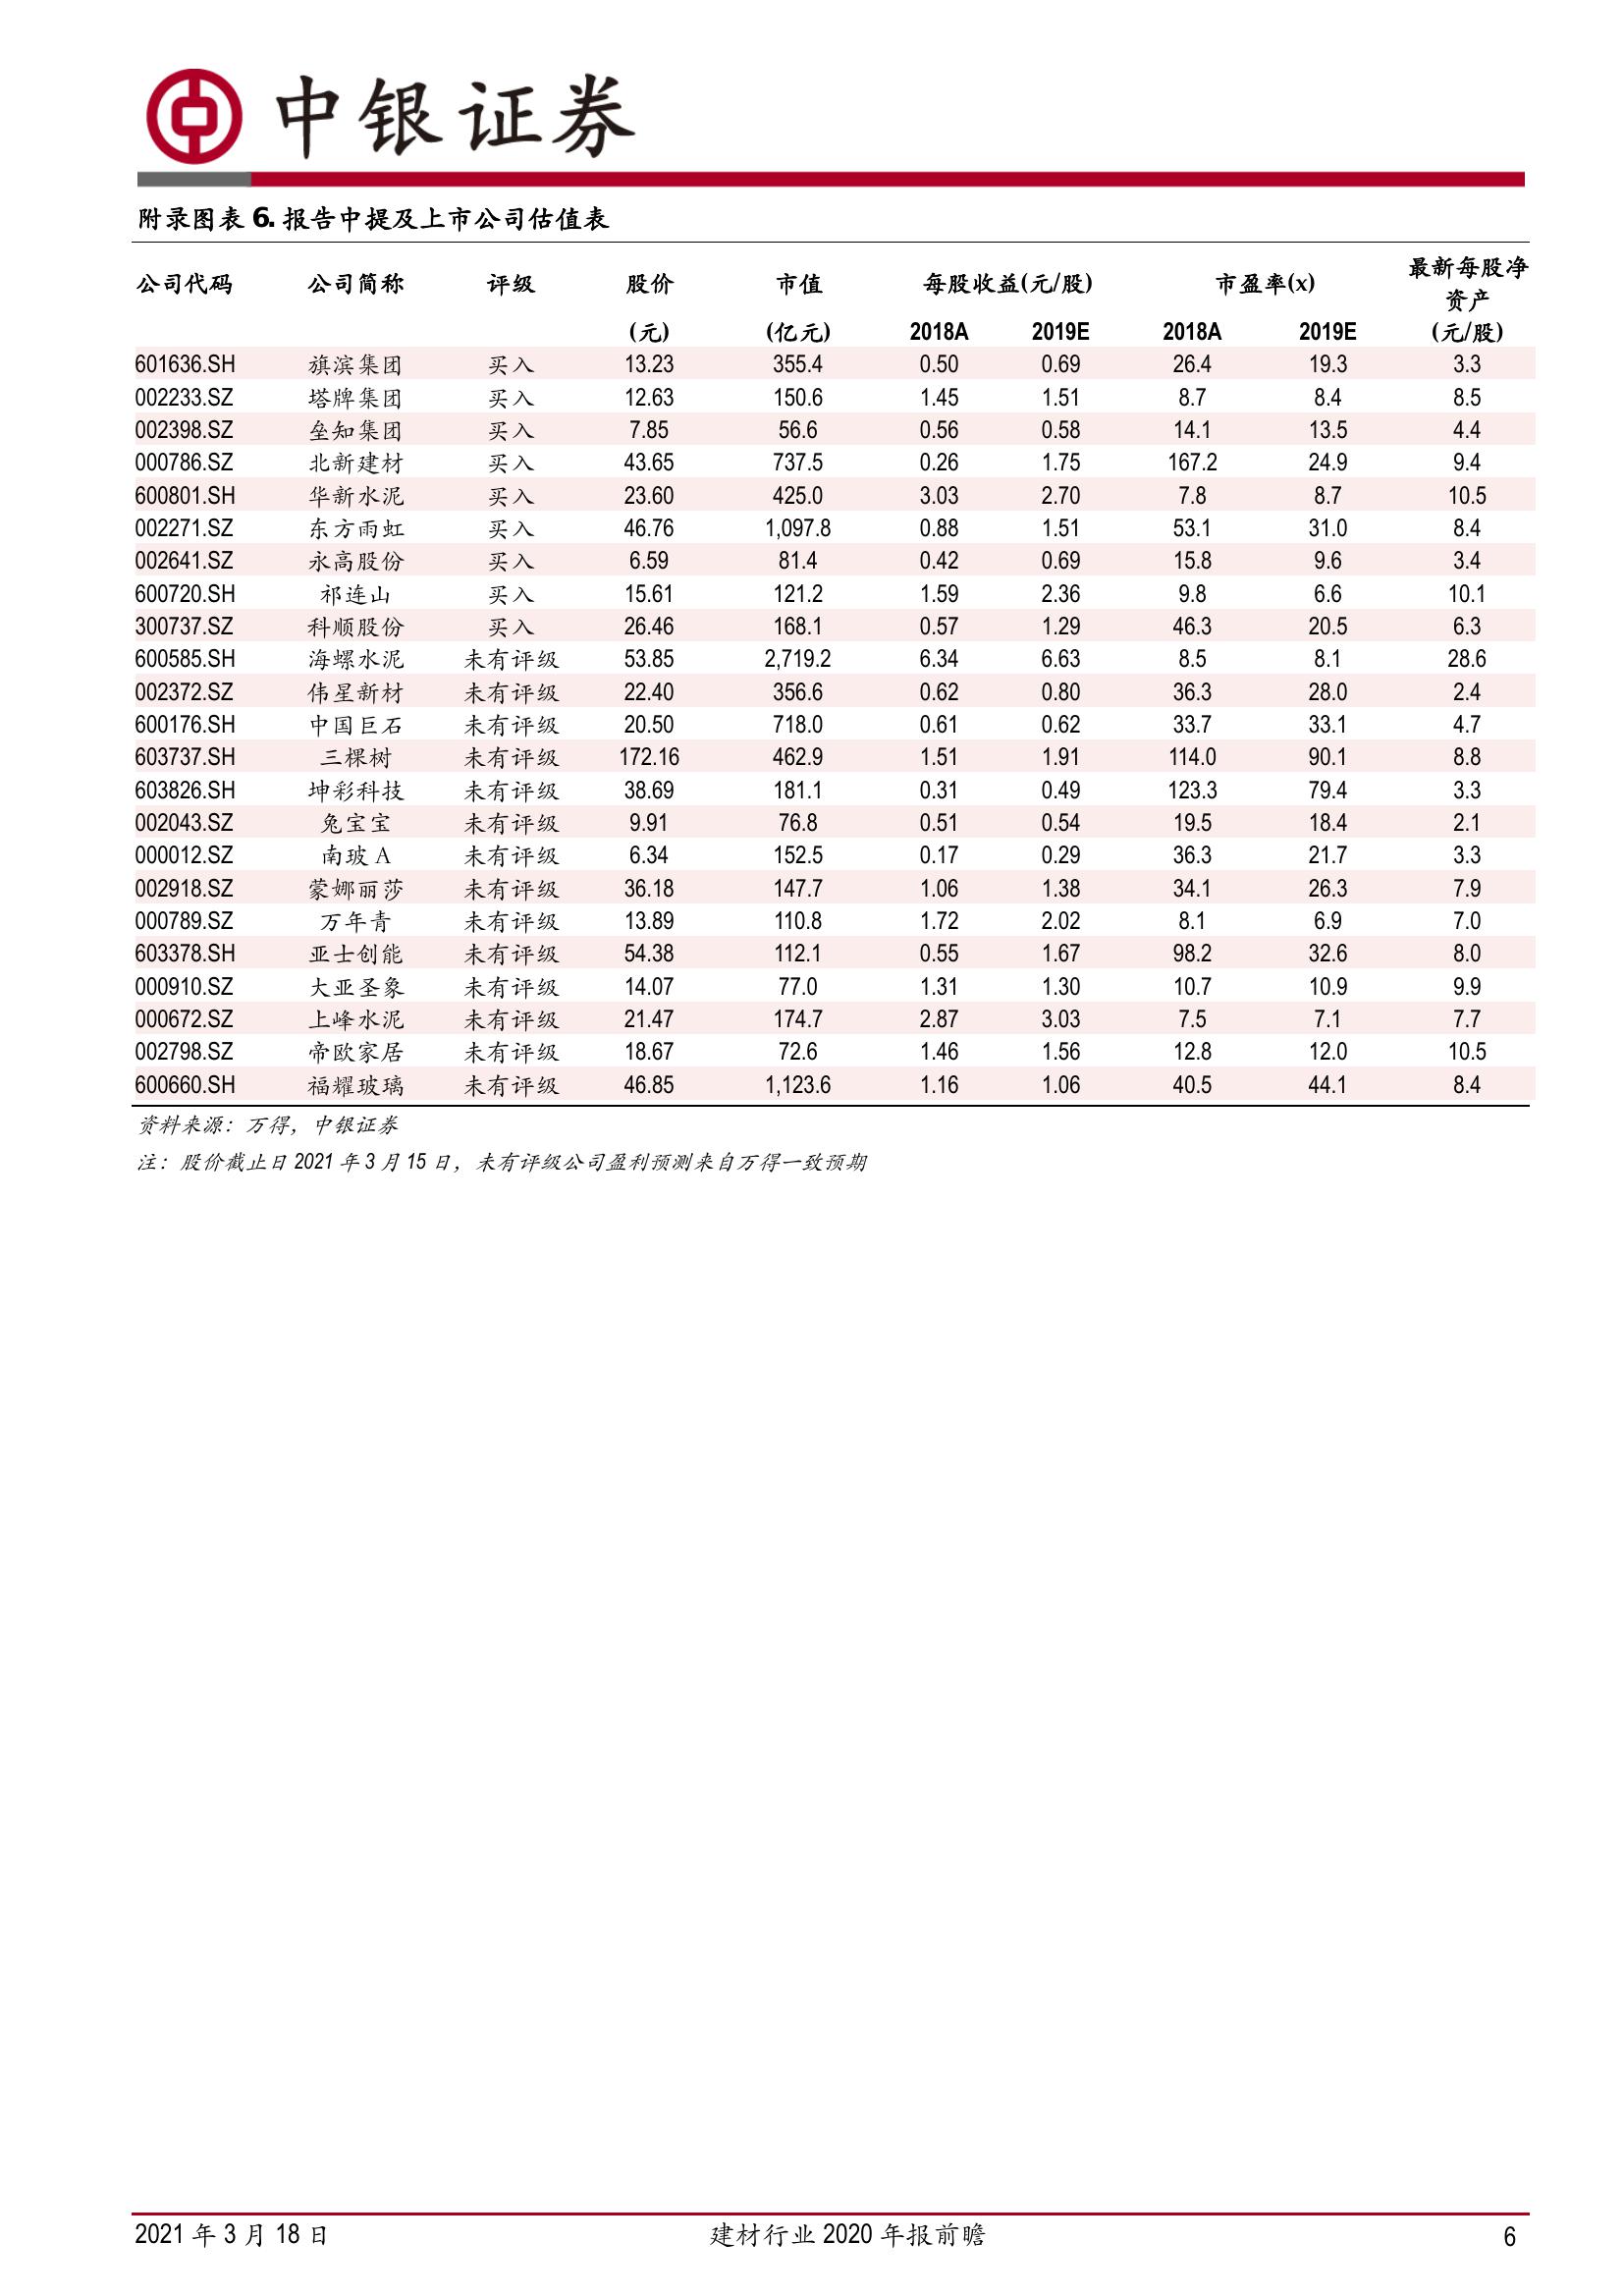 中银证券
附录图表 6. 报告中提及上市公司估值表
公司代码 公司简称 评级 股价 市值 每股收益(元/股) 市盈率(x) 最新每股净资产
(元) (亿元) 2018A 2019E 2018A 2019E (元/股)
601636.SH 旗滨集团 买入 13.23 355.4 0.50 0.69 26.4 19.3 3.3
002233.SZ 塔牌集团 买入 12.63 150.6 1.45 1.51 8.7 8.4 8.5
002398.SZ 垒知集团 买入 7.85 56.6 0.56 0.58 14.1 13.5 4.4
000786.SZ 北新建材 买入 43.65 737.5 0.26 1.75 167.2 24.9 9.4
600801.SH 华新水泥 买入 23.60 425.0 3.03 2.70 7.8 8.7 10.5
002271.SZ 东方雨虹 买入 46.76 1,097.8 0.88 1.51 53.1 31.0 8.4
002641.SZ 永高股份 买入 6.59 81.4 0.42 0.69 15.8 9.6 3.4
600720.SH 祁连山 买入 15.61 121.2 1.59 2.36 9.8 6.6 10.1
300737.SZ 科顺股份 买入 26.46 168.1 0.57 1.29 46.3 20.5 6.3
600585.SH 海螺水泥 未有评级 53.85 2,719.2 6.34 6.63 8.5 8.1 28.6
002372.SZ 伟星新材 未有评级 22.40 356.6 0.62 0.80 36.3 28.0 2.4
600176.SH 中国巨石 未有评级 20.50 718.0 0.61 0.62 33.7 33.1 4.7
603737.SH 三棵树 未有评级 172.16 462.9 1.51 1.91 114.0 90.1 8.8
603826.SH 坤彩科技 未有评级 38.69 181.1 0.31 0.49 123.3 79.4 3.3
002043.SZ 兔宝宝 未有评级 9.91 76.8 0.51 0.54 19.5 18.4 2.1
000012.SZ 南玻 A 未有评级 6.34 152.5 0.17 0.29 36.3 21.7 3.3
002918.SZ 蒙娜丽莎 未有评级 36.18 147.7 1.06 1.38 34.1 26.3 7.9
000789.SZ 万年青 未有评级 13.89 110.8 1.72 2.02 8.1 6.9 7.0
603378.SH 亚士创能 未有评级 54.38 112.1 0.55 1.67 98.2 32.6 8.0
000910.SZ 大亚圣象 未有评级 14.07 77.0 1.31 1.30 10.7 10.9 9.9
000672.SZ 上峰水泥 未有评级 21.47 174.7 2.87 3.03 7.5 7.1 7.7
002798.SZ 帝欧家居 未有评级 18.67 72.6 1.46 1.56 12.8 12.0 10.5
600660.SH 福耀玻璃 未有评级 46.85 1,123.6 1.16 1.06 40.5 44.1 8.4
资料来源：万得，中银证券
注：股价截止日 2021 年 3 月 15 日，未有评级公司盈利预测来自万得一致预期
2021 年 3 月 18 日 建材行业 2020 年报前瞻 6